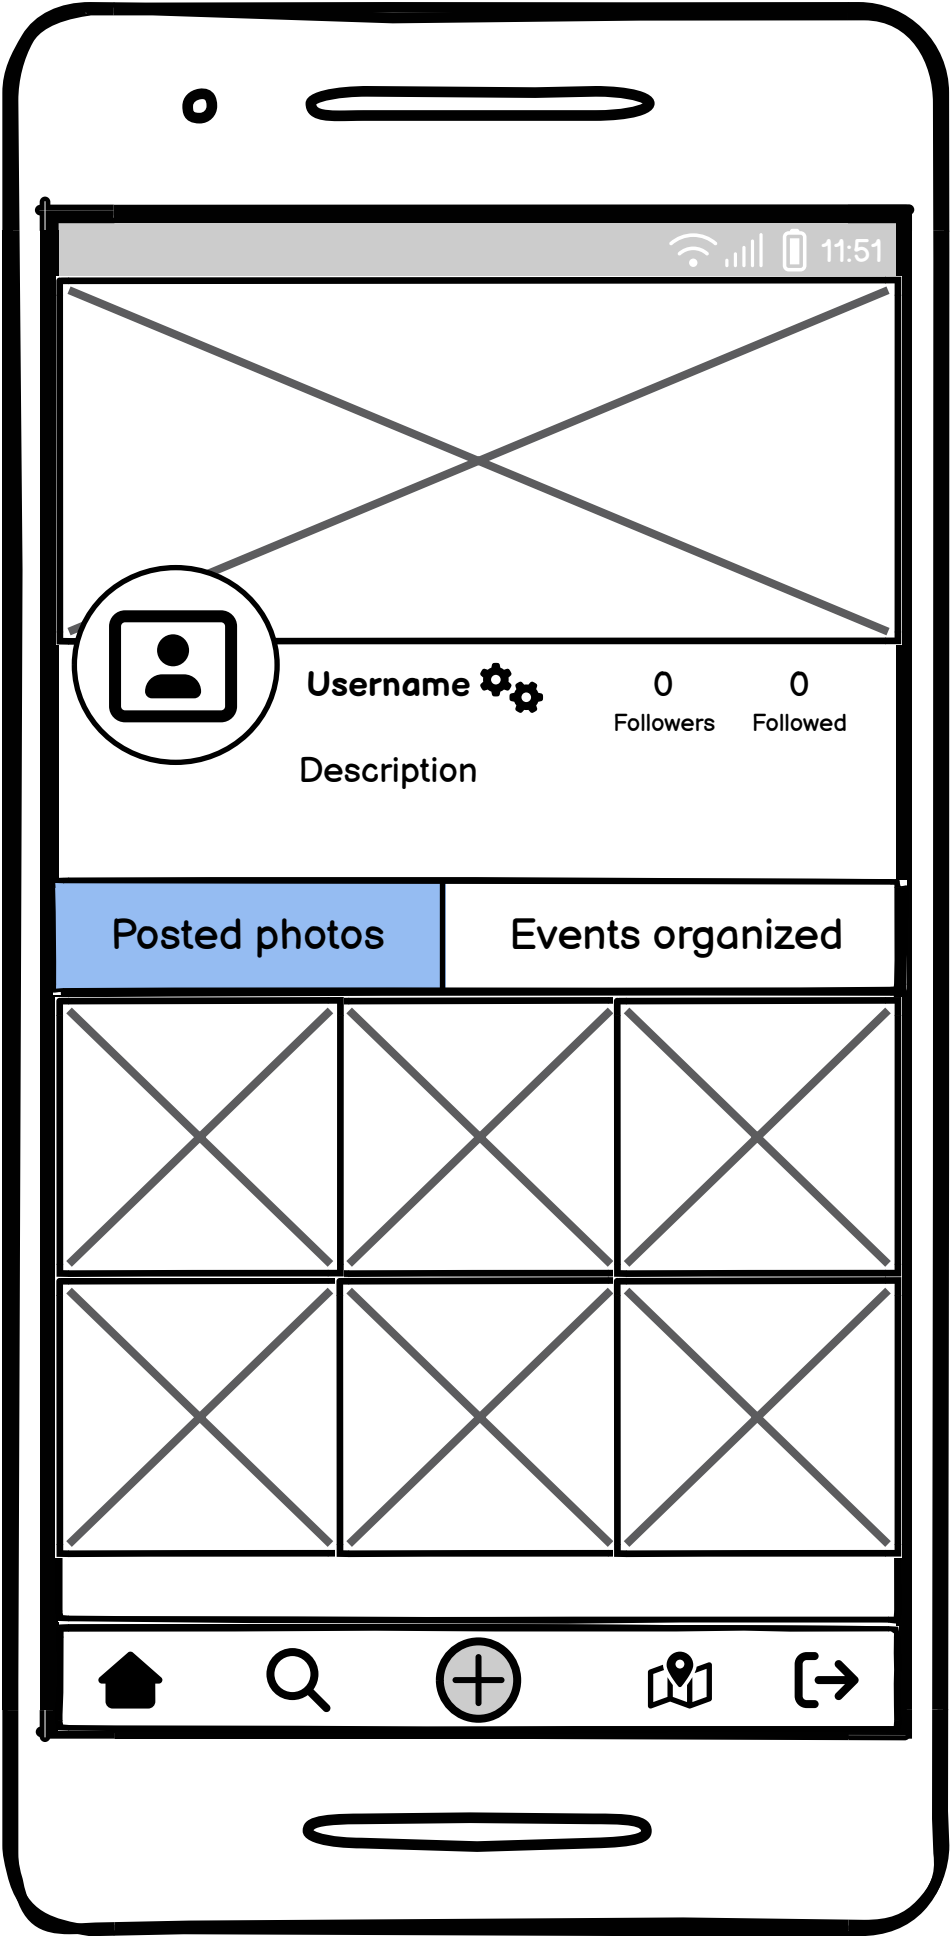 11:51
Username
0 0
Followers Followed
Description
Posted photos Events organized